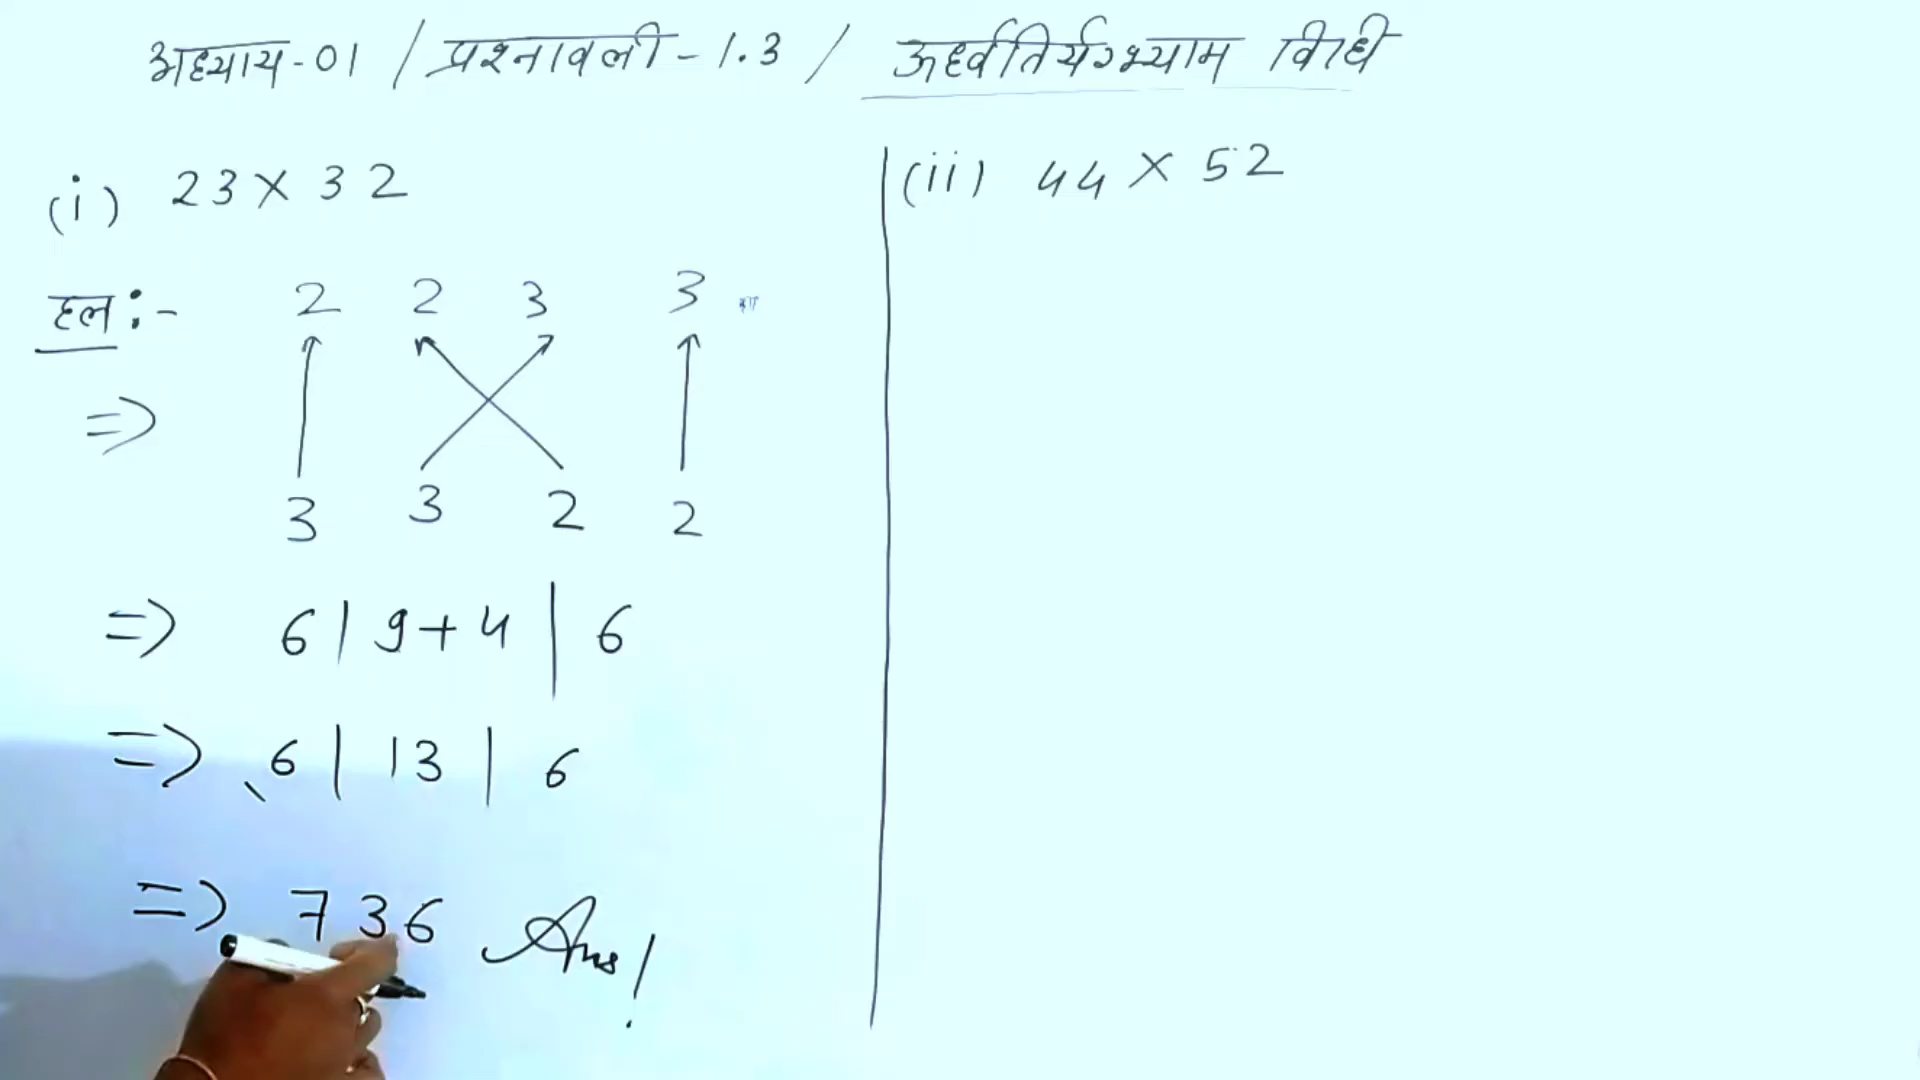 अध्याय-01 / प्रश्नावली-1.3 / ऊर्ध्वतिर्यग्भ्याम विधि
(i) 23 X 32
हल :- 2 2 3 3
=>
3 3 2 2
=> 6 | 9+4 | 6
=> 6 | 13 | 6
=> 736 Ans!
(ii) 44 X 52